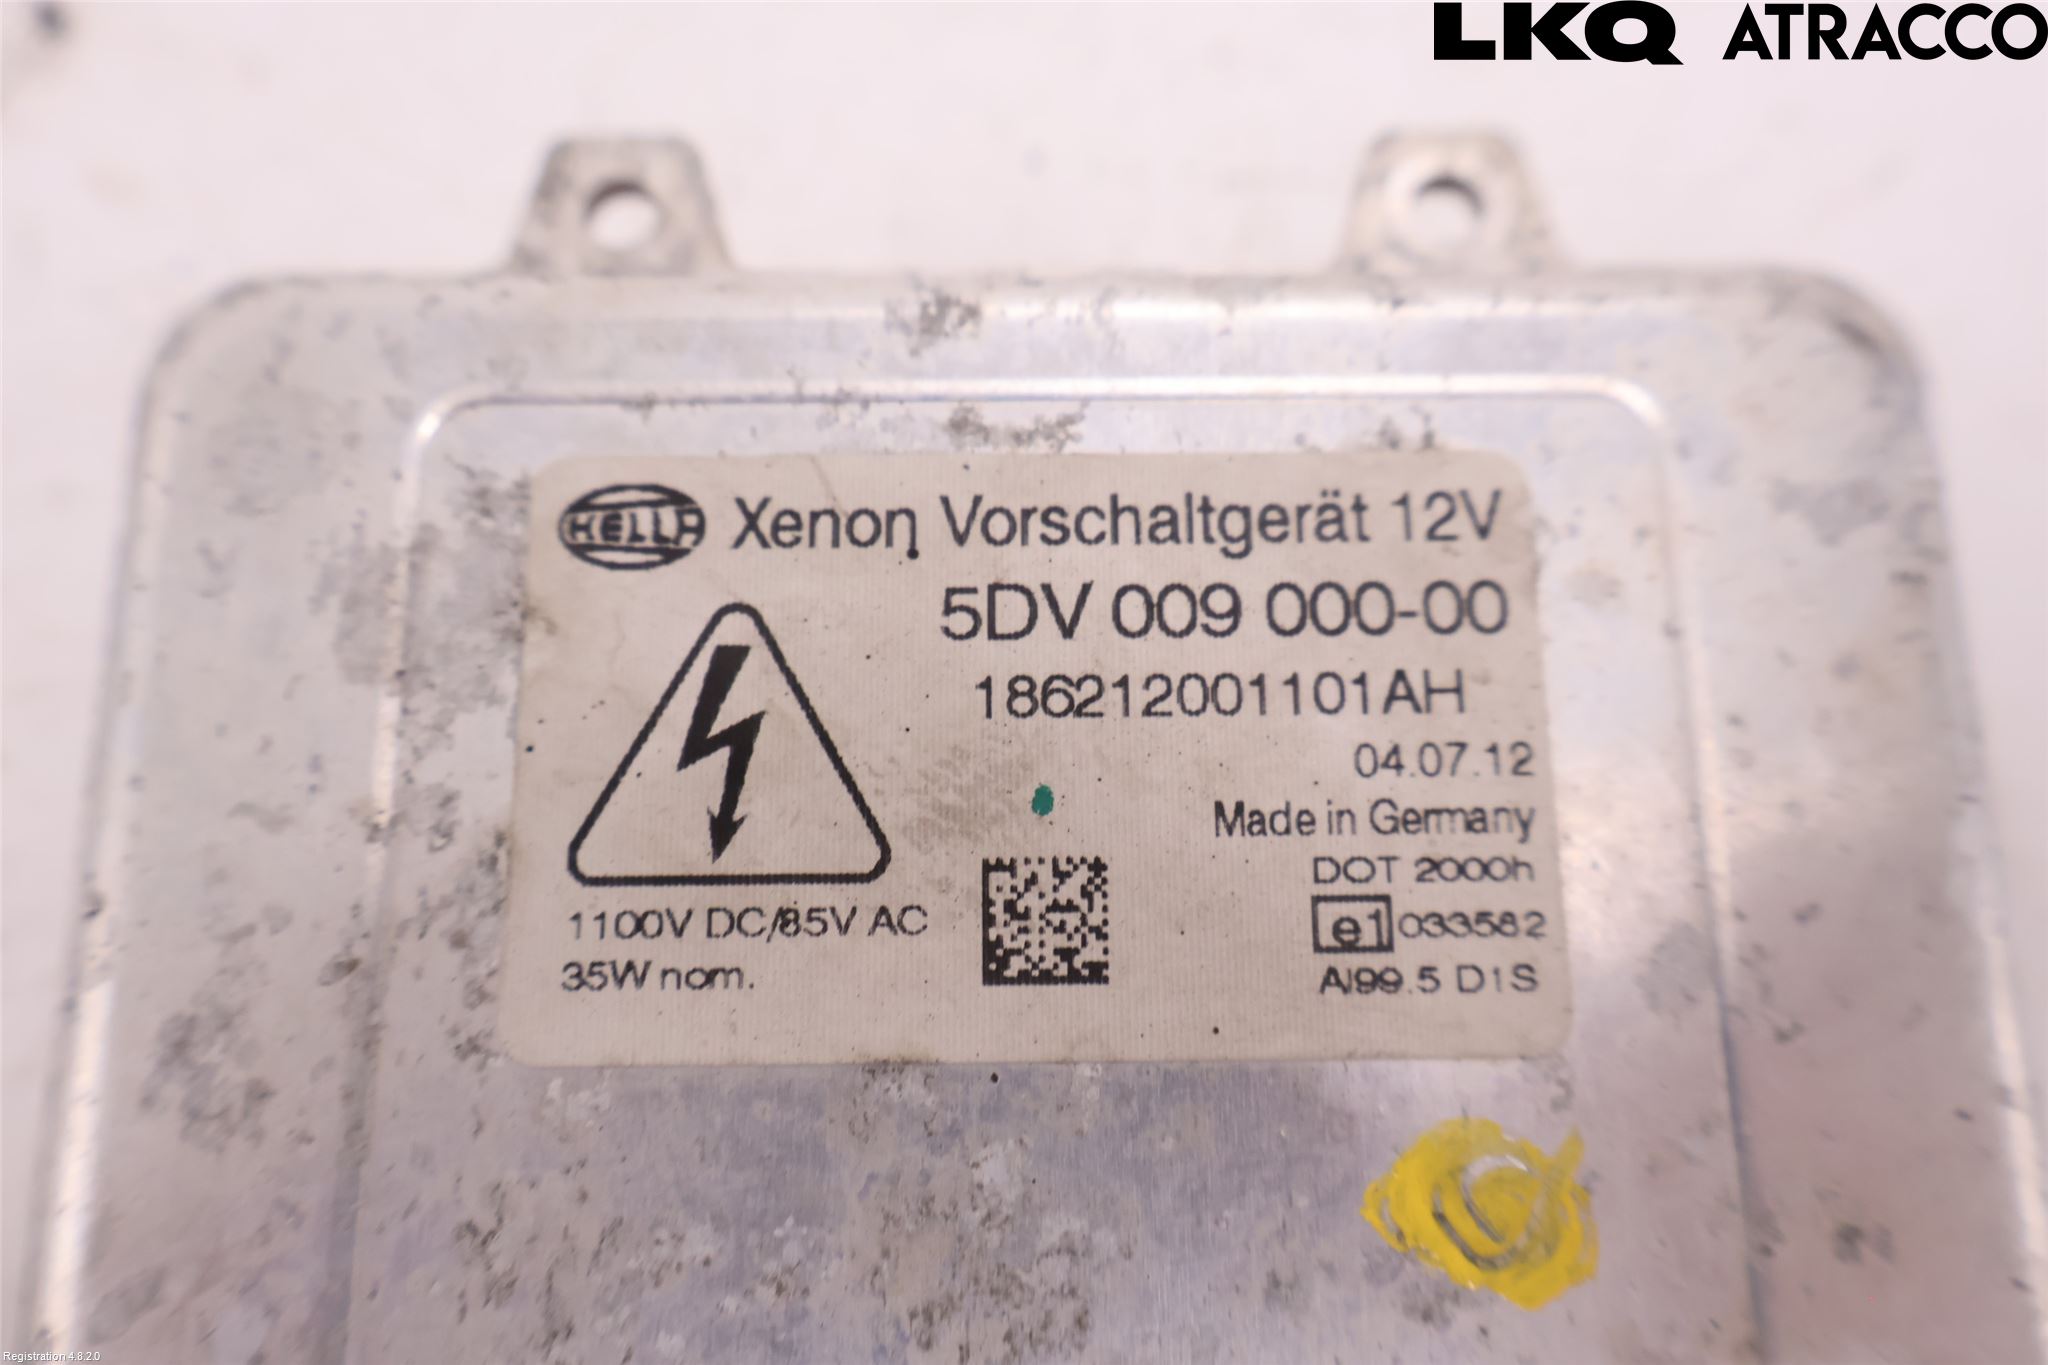 LKQ ATRACCO
HELLA Xenon Vorschaltgerät 12V
5DV 009 000-00
186212001101AH
04.07.12
Made in Germany
DOT 2000h
1100V DC/85V AC
e1 033582
35W nom.
Al99.5 D1S
Registration 4.8.2.0